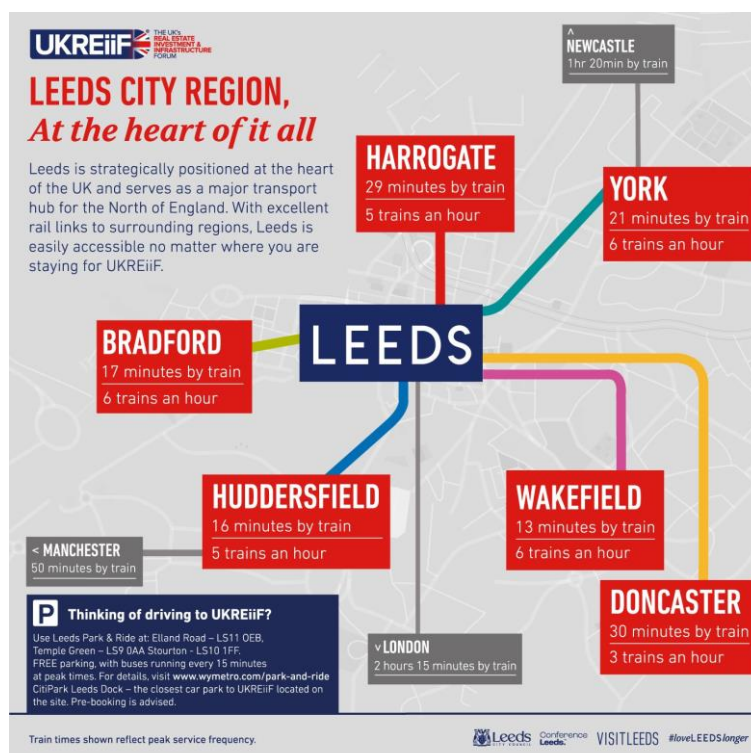 UKREiiF
THE UK's
REAL ESTATE
INVESTMENT &
INFRASTRUCTURE
FORUM
LEEDS CITY REGION,
At the heart of it all
Leeds is strategically positioned at the heart
of the UK and serves as a major transport
hub for the North of England. With excellent
rail links to surrounding regions, Leeds is
easily accessible no matter where you are
staying for UKREiiF.
^
NEWCASTLE
1hr 20min by train
HARROGATE
29 minutes by train
5 trains an hour
YORK
21 minutes by train
6 trains an hour
BRADFORD
17 minutes by train
6 trains an hour
LEEDS
HUDDERSFIELD
16 minutes by train
5 trains an hour
WAKEFIELD
13 minutes by train
6 trains an hour
< MANCHESTER
50 minutes by train
DONCASTER
30 minutes by train
3 trains an hour
v LONDON
2 hours 15 minutes by train
P Thinking of driving to UKREiiF?
Use Leeds Park & Ride at: Elland Road – LS11 0EB,
Temple Green – LS9 0AA Stourton - LS10 1FF.
FREE parking, with buses running every 15 minutes
at peak times. For details, visit www.wymetro.com/park-and-ride
CitiPark Leeds Dock – the closest car park to UKREiiF located on
the site. Pre-booking is advised.
Train times shown reflect peak service frequency.
Leeds
CITY COUNCIL
Conference
Leeds
VISITLEEDS
#loveLEEDSlonger